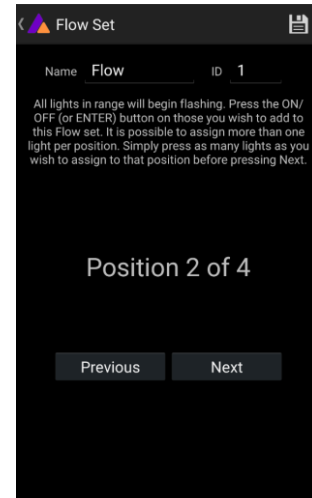 Flow Set
Name Flow ID 1
All lights in range will begin flashing. Press the ON/
OFF (or ENTER) button on those you wish to add to
this Flow set. It is possible to assign more than one
light per position. Simply press as many lights as you
wish to assign to that position before pressing Next.
Position 2 of 4
Previous Next